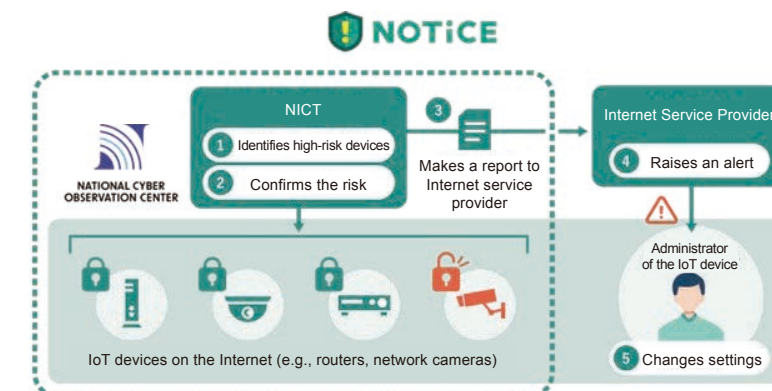 NOTiCE
NICT
1 Identifies high-risk devices
2 Confirms the risk
NATIONAL CYBER
OBSERVATION CENTER
3
Makes a report to
Internet service
provider
Internet Service Provider
4 Raises an alert
Administrator
of the IoT device
5 Changes settings
IoT devices on the Internet (e.g., routers, network cameras)